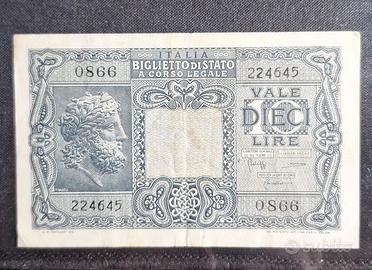 ITALIA
BIGLIETTO DI STATO
A CORSO LEGALE
0866
224645
VALE
DIECI
LIRE
224645
0866